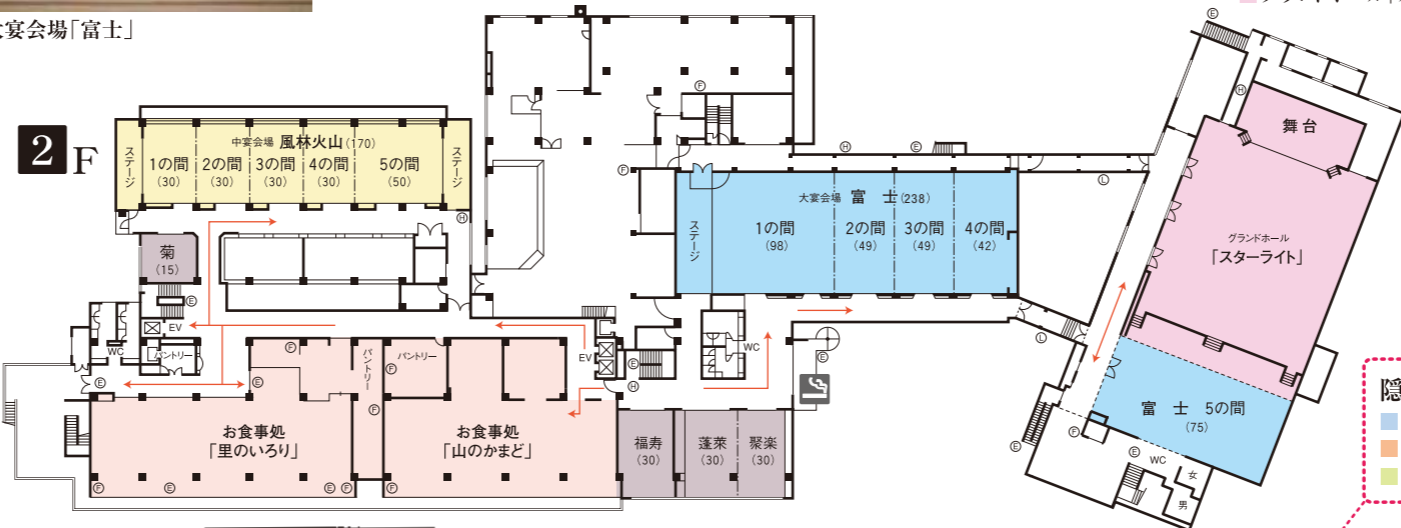 大宴会場「富士」
2F
ステージ
中宴会場 風林火山(170)
1の間
(30)
2の間
(30)
3の間
(30)
4の間
(30)
5の間
(50)
ステージ
菊
(15)
EV
WC
パントリー
パントリー
パントリー
お食事処
「里のいろり」
お食事処
「山のかまど」
EV
WC
ステージ
大宴会場 富士(238)
1の間
(98)
2の間
(49)
3の間
(49)
4の間
(42)
福寿
(30)
蓬莱
(30)
聚楽
(30)
舞台
グランドホール
「スターライト」
富士 5の間
(75)
WC
女
男
Ⓔ
Ⓕ
Ⓗ
Ⓛ
隠